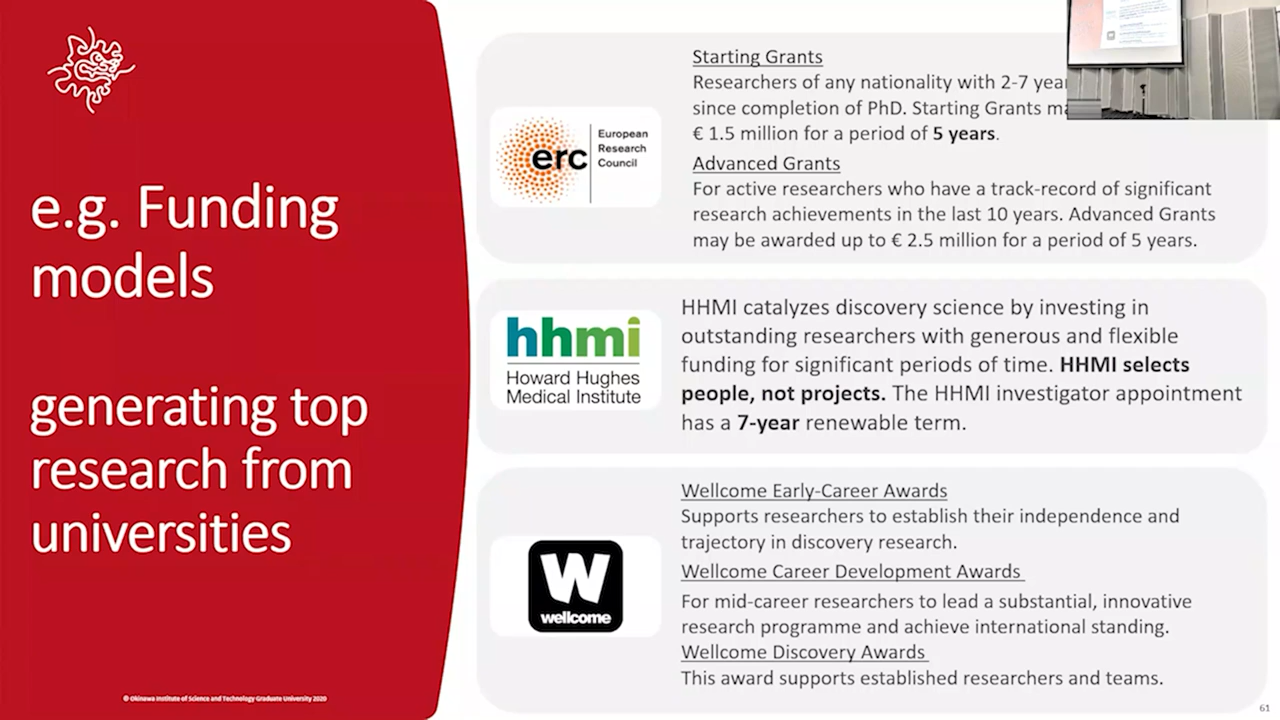 e.g. Funding
models
generating top
research from
universities
© Okinawa Institute of Science and Technology Graduate University 2020
erc
European
Research
Council
Starting Grants
Researchers of any nationality with 2-7
since completion of PhD. Starting Grants
€ 1.5 million for a period of 5 years.
Advanced Grants
For active researchers who have a track-record of significant
research achievements in the last 10 years. Advanced Grants
may be awarded up to € 2.5 million for a period of 5 years.
hhmi
Howard Hughes
Medical Institute
HHMI catalyzes discovery science by investing in
outstanding researchers with generous and flexible
funding for significant periods of time. HHMI selects
people, not projects. The HHMI investigator appointment
has a 7-year renewable term.
W
wellcome
Wellcome Early-Career Awards
Supports researchers to establish their independence and
trajectory in discovery research.
Wellcome Career Development Awards
For mid-career researchers to lead a substantial, innovative
research programme and achieve international standing.
Wellcome Discovery Awards
This award supports established researchers and teams.
61